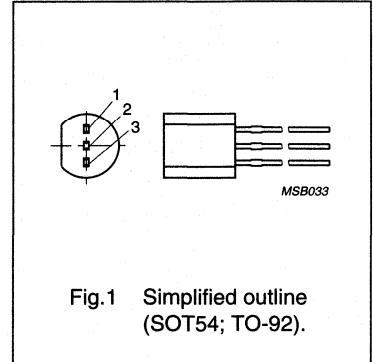 1
2
3
MSB033
Fig.1 Simplified outline
(SOT54; TO-92).